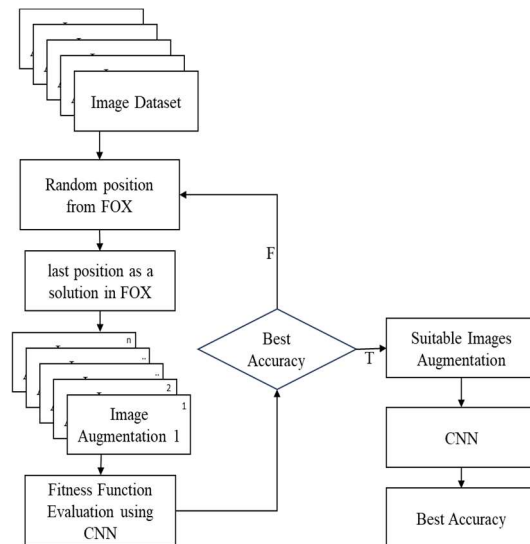 Image Dataset
Random position
from FOX
last position as a
solution in FOX
n
..
..
2
1
Image
Augmentation 1
Fitness Function
Evaluation using
CNN
F
Best
Accuracy
T
Suitable Images
Augmentation
CNN
Best Accuracy